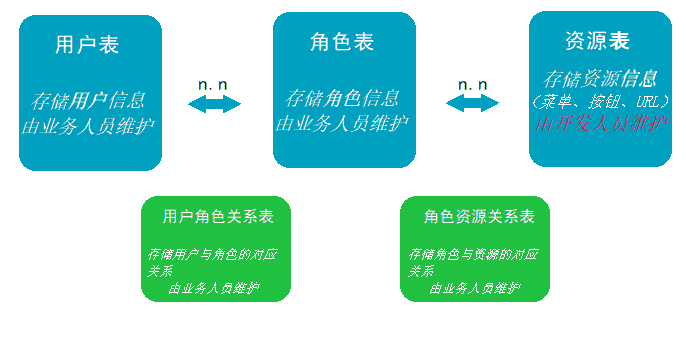 用户表
存储用户信息
由业务人员维护
n. n
角色表
存储角色信息
由业务人员维护
n. n
资源表
存储资源信息
（菜单、按钮、URL）
由开发人员维护
用户角色关系表
存储用户与角色的对应
关系
由业务人员维护
角色资源关系表
存储角色与资源的对应
关系
由业务人员维护